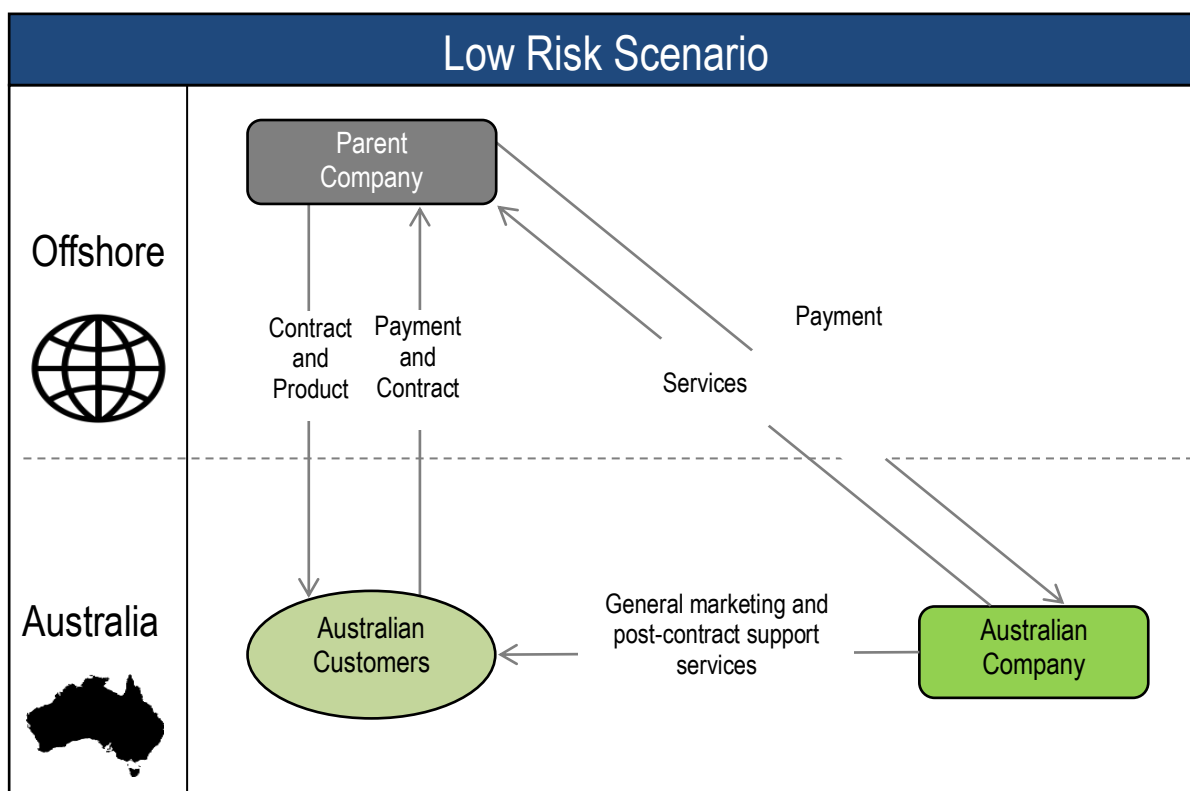 Low Risk Scenario
Parent
Company
Offshore
Contract
and
Product
Payment
and
Contract
Payment
Services
Australia
Australian
Customers
General marketing and
post-contract support
services
Australian
Company